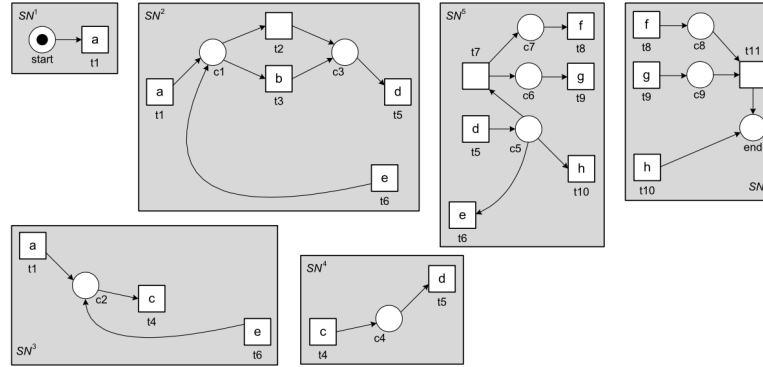 SN1
a
start
t1
SN2
t2
c1
b
c3
a
t3
d
t1
t5
e
t6
SN5
f
t7
c7
t8
g
c6
t9
d
t5
c5
h
t10
e
t6
f
t8
c8
t11
g
t9
c9
end
h
t10
SN
a
t1
c2
c
t4
e
SN3
t6
SN4
d
t5
c
t4
c4